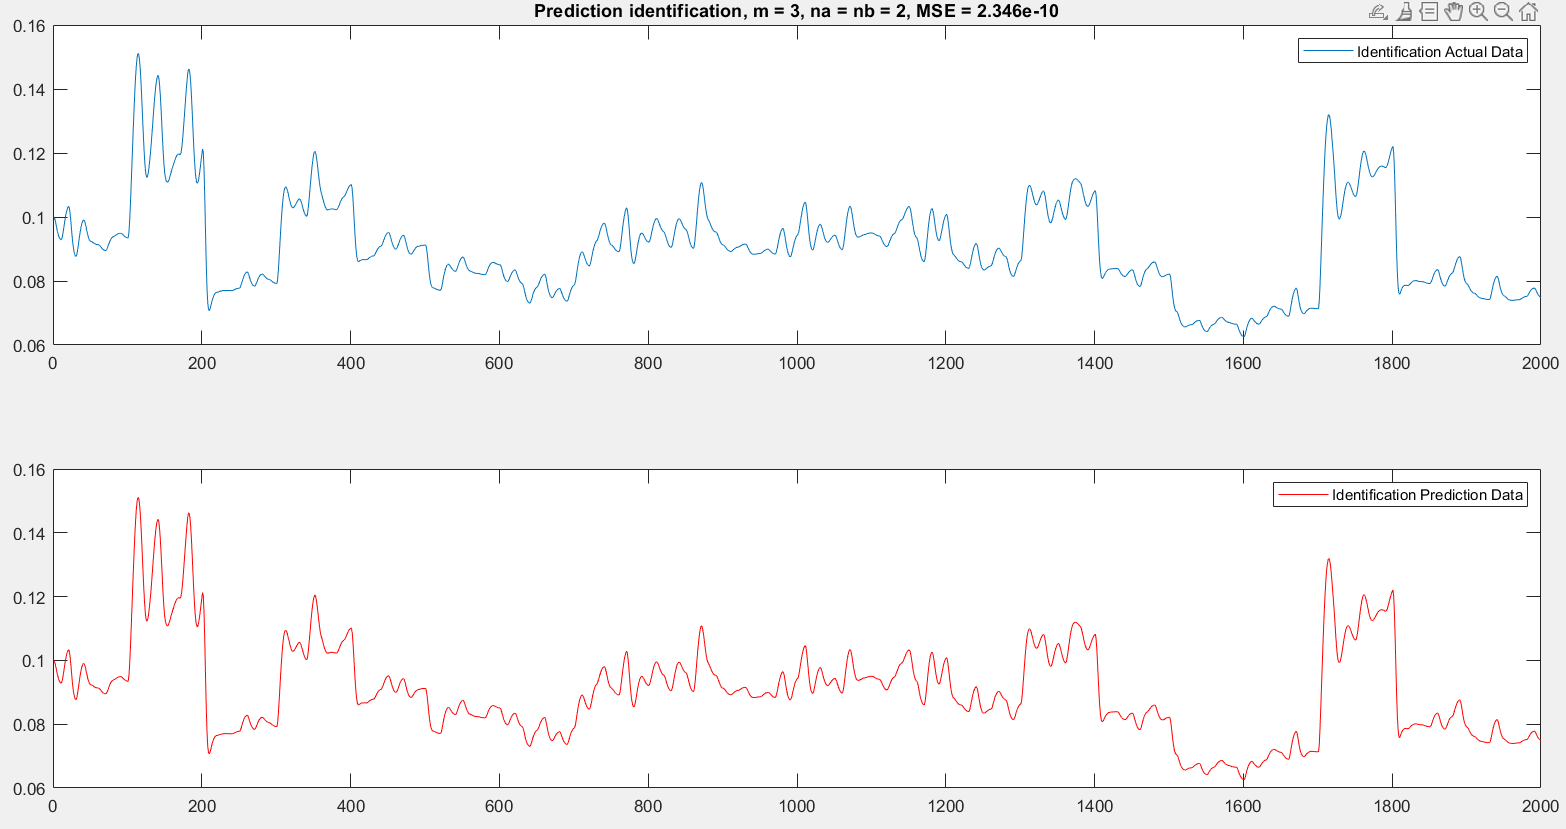 Prediction identification, m = 3, na = nb = 2, MSE = 2.346e-10
Identification Actual Data
0.16
0.14
0.12
0.1
0.08
0.06
0 200 400 600 800 1000 1200 1400 1600 1800 2000
Identification Prediction Data
0.16
0.14
0.12
0.1
0.08
0.06
0 200 400 600 800 1000 1200 1400 1600 1800 2000